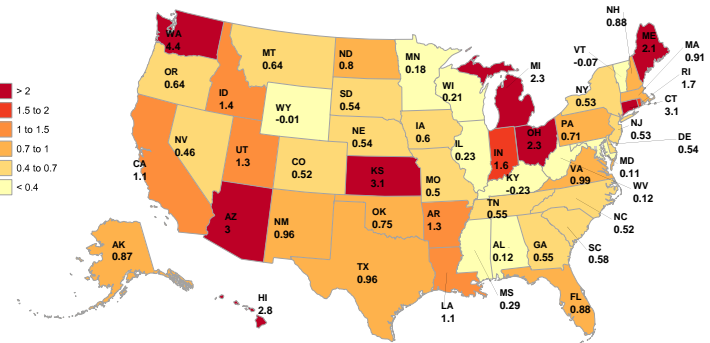 > 2
1.5 to 2
1 to 1.5
0.7 to 1
0.4 to 0.7
< 0.4
WA
4.4
OR
0.64
CA
1.1
NV
0.46
ID
1.4
MT
0.64
WY
-0.01
UT
1.3
AZ
3
CO
0.52
NM
0.96
ND
0.8
SD
0.54
NE
0.54
KS
3.1
OK
0.75
TX
0.96
MN
0.18
IA
0.6
MO
0.5
AR
1.3
LA
1.1
WI
0.21
IL
0.23
MI
2.3
IN
1.6
OH
2.3
KY
-0.23
TN
0.55
MS
0.29
AL
0.12
GA
0.55
FL
0.88
SC
0.58
NC
0.52
VA
0.99
WV
0.12
MD
0.11
DE
0.54
NJ
0.53
PA
0.71
NY
0.53
CT
3.1
RI
1.7
MA
0.91
VT
-0.07
NH
0.88
ME
2.1
AK
0.87
HI
2.8